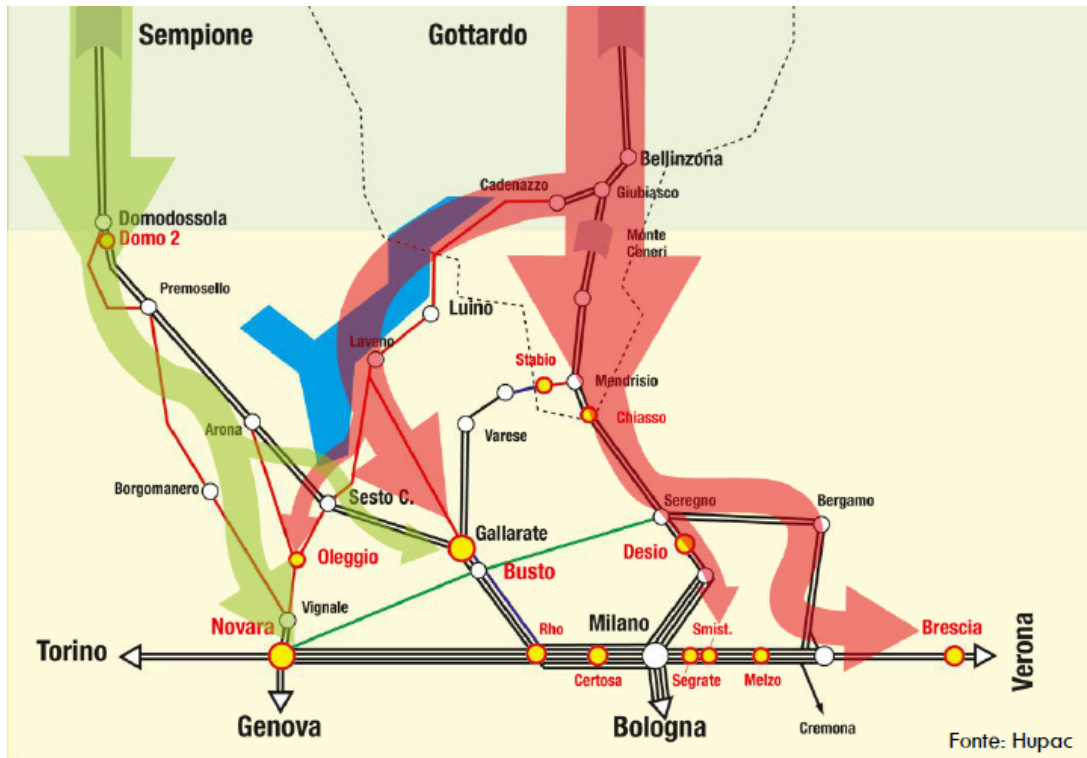 Sempione
Gottardo
Bellinzona
Cadenazzo
Giubiasco
Domodossola
Domo 2
Monte
Ceneri
Premosello
Luino
Laveno
Stabio
Mendrisio
Chiasso
Arona
Varese
Borgomanero
Sesto C.
Seregno
Bergamo
Gallarate
Oleggio
Desio
Busto
Vignale
Novara
Rho
Milano
Smist.
Brescia
Torino
Certosa
Segrate
Melzo
Verona
Genova
Bologna
Cremona
Fonte: Hupac